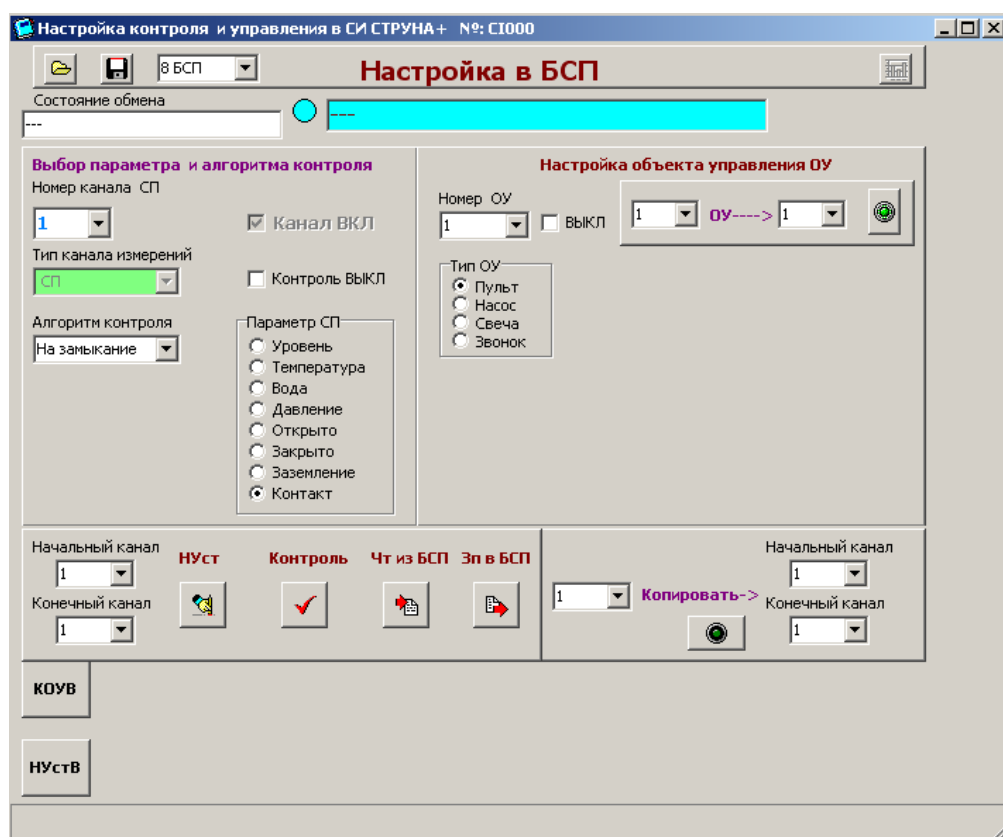 Настройка контроля и управления в СИ СТРУНА+ №: CI000
8 БСП
Настройка в БСП
Состояние обмена
---
---
Выбор параметра и алгоритма контроля
Номер канала СП
1
Канал ВКЛ
Тип канала измерений
СП
Контроль ВЫКЛ
Алгоритм контроля
На замыкание
Параметр СП
Уровень
Температура
Вода
Давление
Открыто
Закрыто
Заземление
Контакт
Настройка объекта управления ОУ
Номер ОУ
1
ВЫКЛ
1 ОУ----> 1
Тип ОУ
Пульт
Насос
Свеча
Звонок
Начальный канал
1
Конечный канал
1
НУст Контроль Чт из БСП Зп в БСП
1 Копировать->
Начальный канал
1
Конечный канал
1
КОУВ
НУстВ